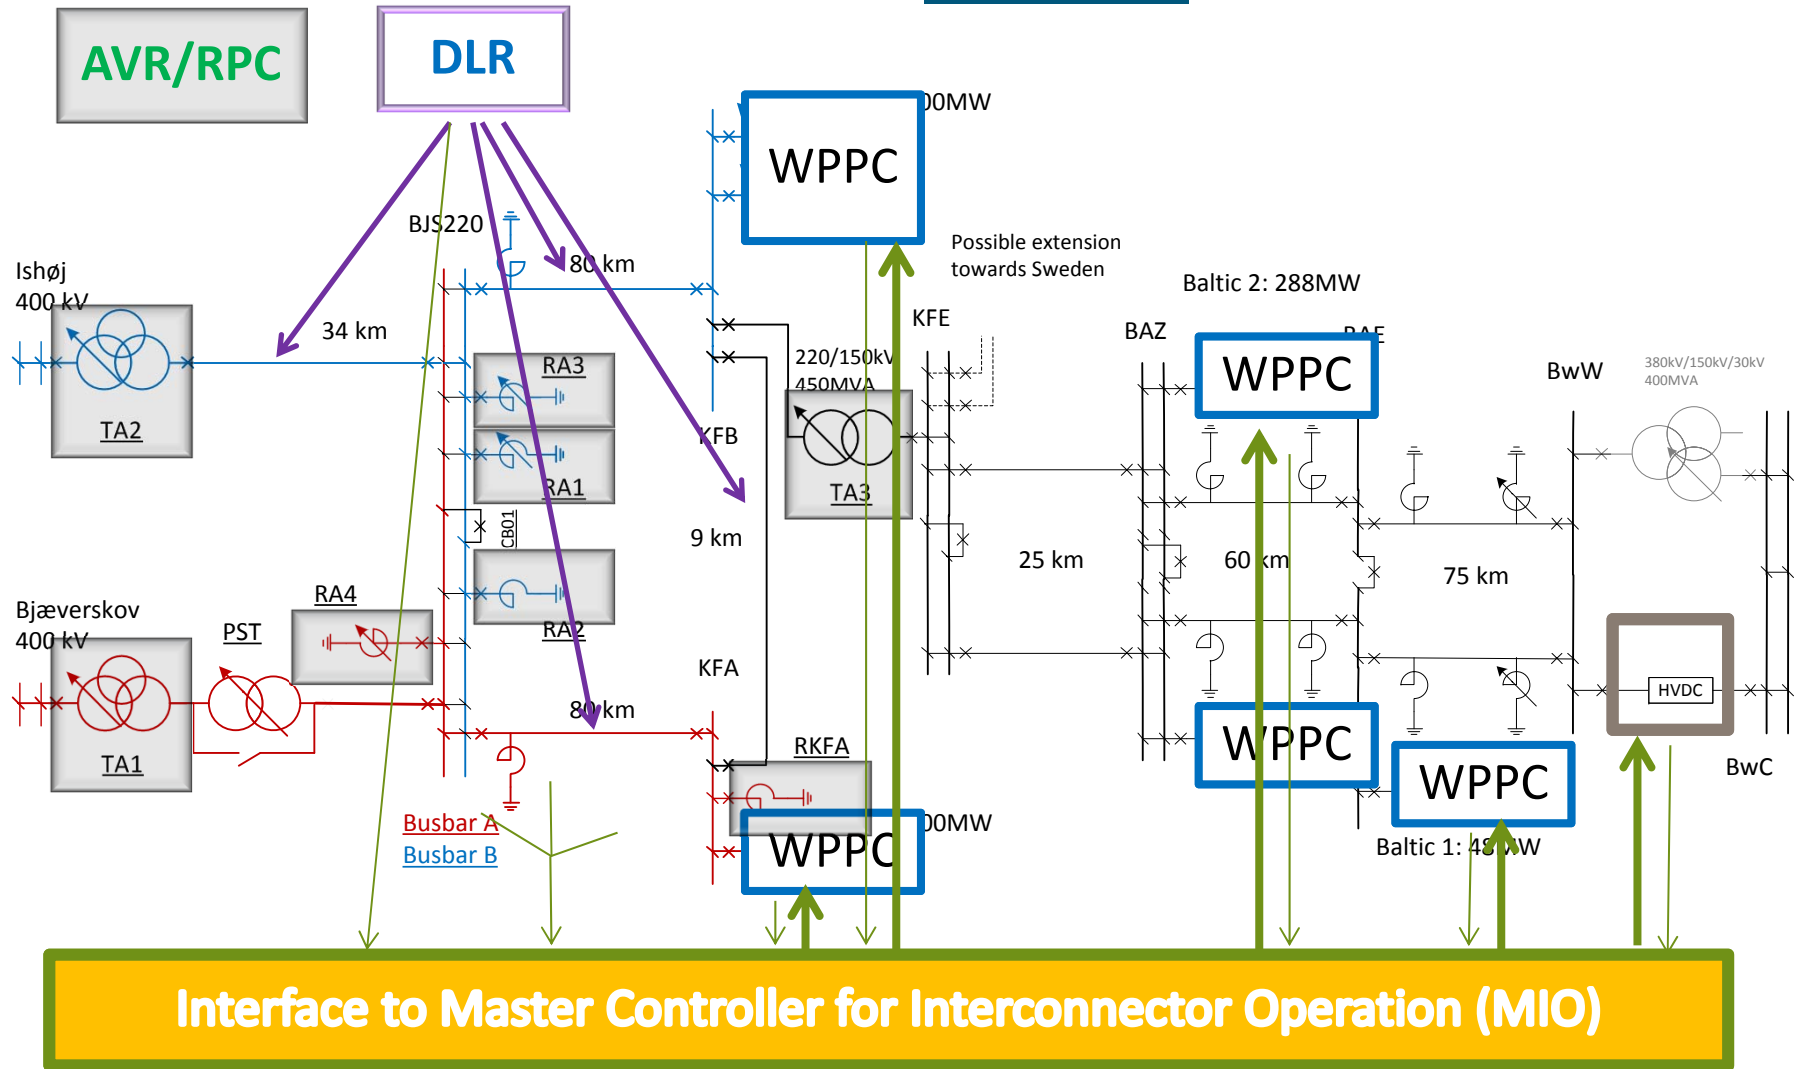 AVR/RPC
DLR
WPPC
00MW
BJS220
80 km
Possible extension
towards Sweden
Ishøj
400 kV
34 km
TA2
RA3
RA1
CB01
RA2
KFB
220/150kV
450MVA
TA3
KFE
BAZ
Baltic 2: 288MW
WPPC
BwW
380kV/150kV/30kV
400MVA
9 km
25 km
60 km
75 km
Bjæverskov
400 kV
PST
RA4
TA1
KFA
80 km
RKFA
WPPC
00MW
WPPC
WPPC
Baltic 1: 48MW
HVDC
BwC
Busbar A
Busbar B
Interface to Master Controller for Interconnector Operation (MIO)